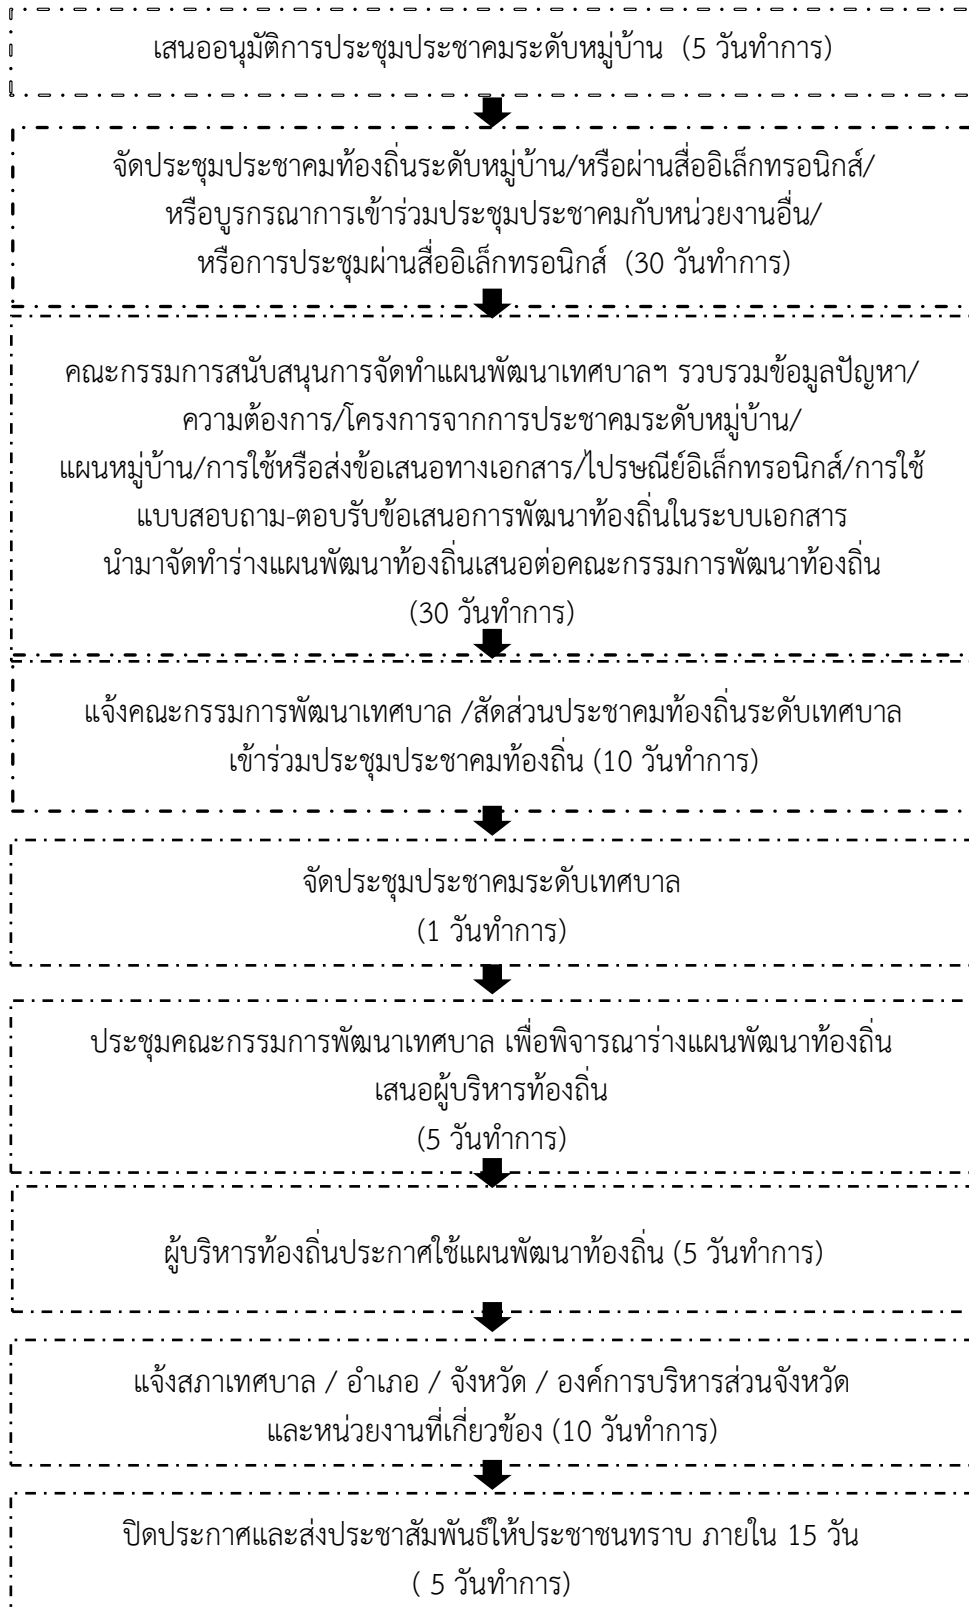 เสนออนุมัติการประชุมประชาคมระดับหมู่บ้าน (5 วันทำการ)
จัดประชุมประชาคมท้องถิ่นระดับหมู่บ้าน/หรือผ่านสื่ออิเล็กทรอนิกส์/
หรือบูรกรณาการเข้าร่วมประชุมประชาคมกับหน่วยงานอื่น/
หรือการประชุมผ่านสื่ออิเล็กทรอนิกส์ (30 วันทำการ)
คณะกรรมการสนับสนุนการจัดทำแผนพัฒนาเทศบาลฯ รวบรวมข้อมูลปัญหา/
ความต้องการ/โครงการจากการประชาคมระดับหมู่บ้าน/
แผนหมู่บ้าน/การใช้หรือส่งข้อเสนอทางเอกสาร/ไปรษณีย์อิเล็กทรอนิกส์/การใช้
แบบสอบถาม-ตอบรับข้อเสนอการพัฒนาท้องถิ่นในระบบเอกสาร
นำมาจัดทำร่างแผนพัฒนาท้องถิ่นเสนอต่อคณะกรรมการพัฒนาท้องถิ่น
(30 วันทำการ)
แจ้งคณะกรรมการพัฒนาเทศบาล /สัดส่วนประชาคมท้องถิ่นระดับเทศบาล
เข้าร่วมประชุมประชาคมท้องถิ่น (10 วันทำการ)
จัดประชุมประชาคมระดับเทศบาล
(1 วันทำการ)
ประชุมคณะกรรมการพัฒนาเทศบาล เพื่อพิจารณาร่างแผนพัฒนาท้องถิ่น
เสนอผู้บริหารท้องถิ่น
(5 วันทำการ)
ผู้บริหารท้องถิ่นประกาศใช้แผนพัฒนาท้องถิ่น (5 วันทำการ)
แจ้งสภาเทศบาล / อำเภอ / จังหวัด / องค์การบริหารส่วนจังหวัด
และหน่วยงานที่เกี่ยวข้อง (10 วันทำการ)
ปิดประกาศและส่งประชาสัมพันธ์ให้ประชาชนทราบ ภายใน 15 วัน
( 5 วันทำการ)